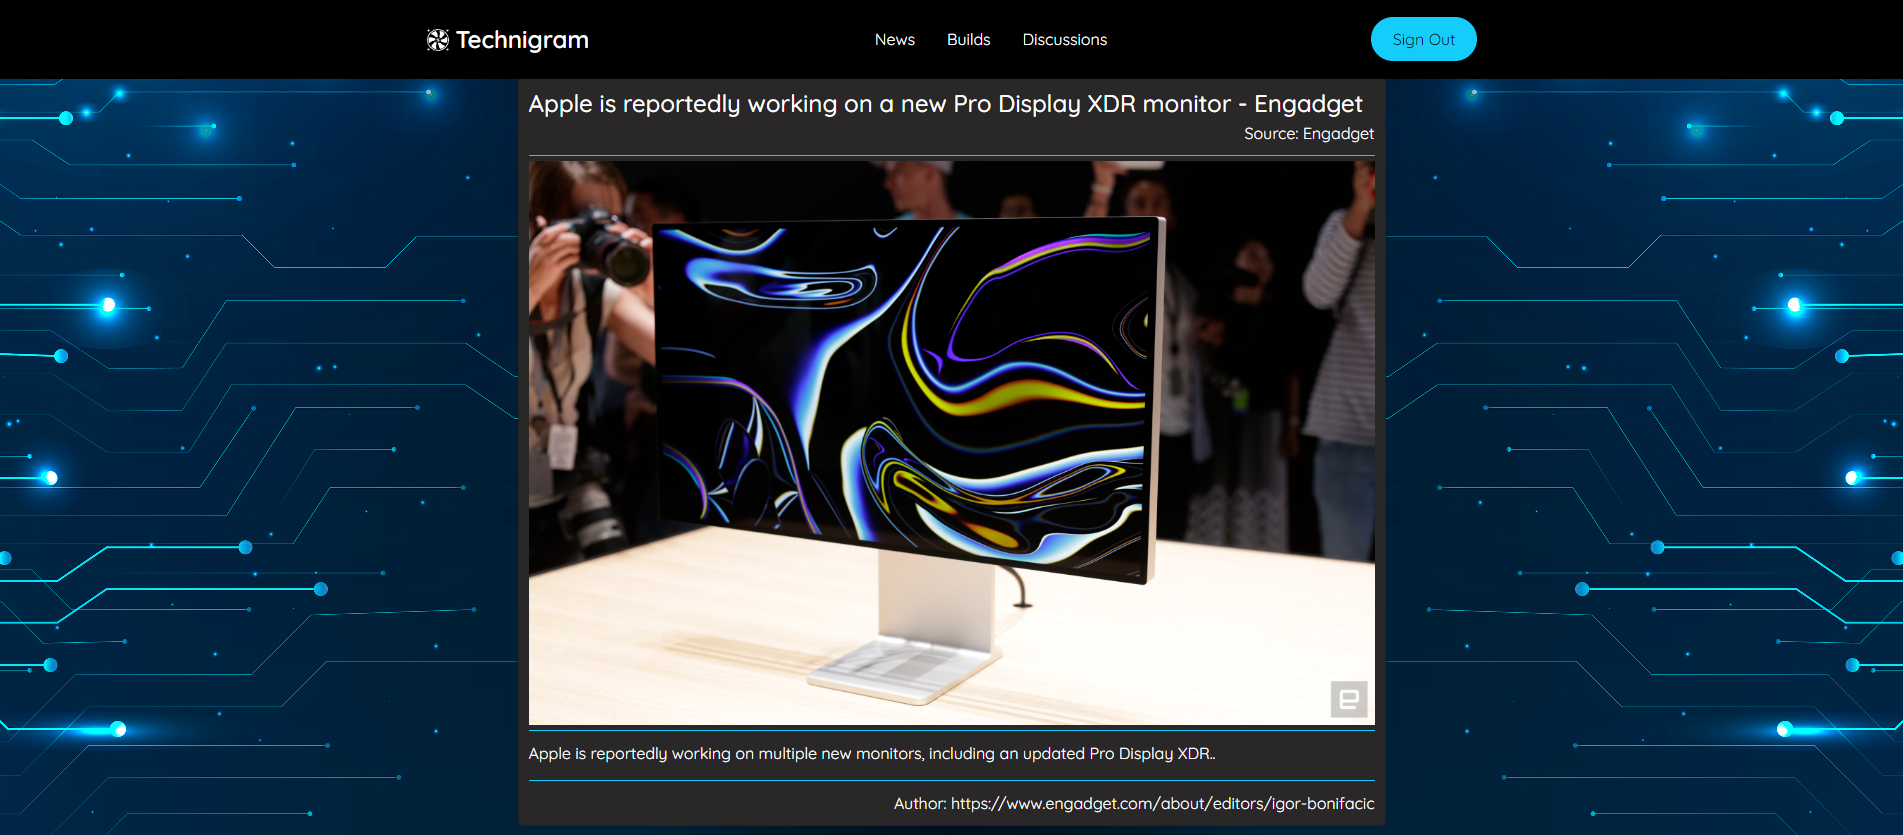 Technigram
News
Builds
Discussions
Sign Out
Apple is reportedly working on a new Pro Display XDR monitor - Engadget
Source: Engadget
e
Apple is reportedly working on multiple new monitors, including an updated Pro Display XDR..
Author: https://www.engadget.com/about/editors/igor-bonifacic